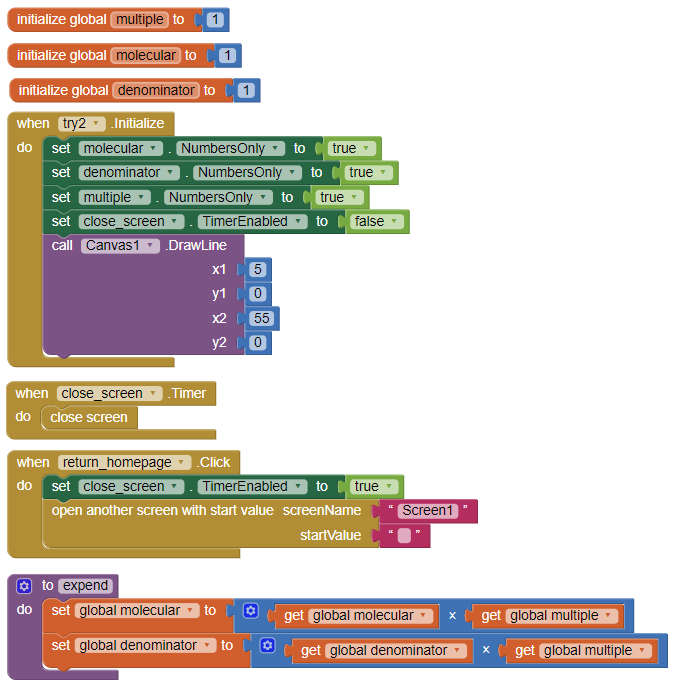 initialize global multiple to 1
initialize global molecular to 1
initialize global denominator to 1
when try2 .Initialize
do set molecular . NumbersOnly to true
set denominator . NumbersOnly to true
set multiple . NumbersOnly to true
set close_screen . TimerEnabled to false
call Canvas1 .DrawLine
x1 5
y1 0
x2 55
y2 0
when close_screen .Timer
do close screen
when return_homepage .Click
do set close_screen . TimerEnabled to true
open another screen with start value screenName " Screen1 "
startValue " "
to expend
do set global molecular to get global molecular x get global multiple
set global denominator to get global denominator x get global multiple